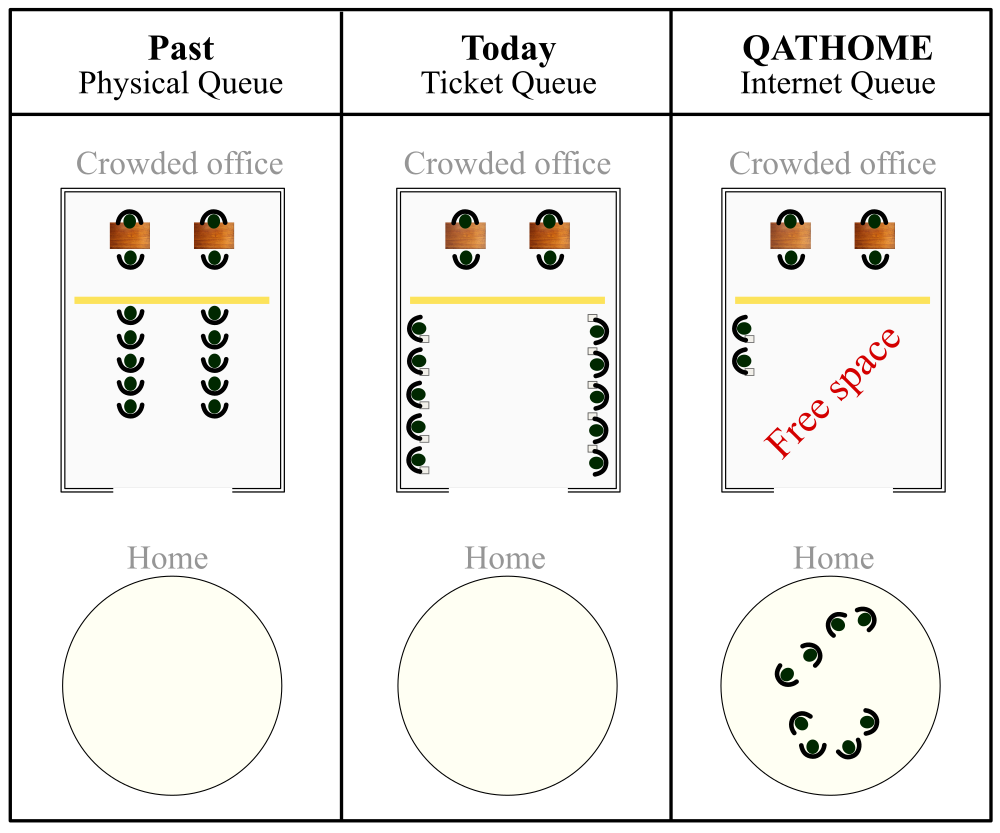 Past
Physical Queue
Today
Ticket Queue
QATHOME
Internet Queue
Crowded office
Crowded office
Crowded office
Free space
Home
Home
Home